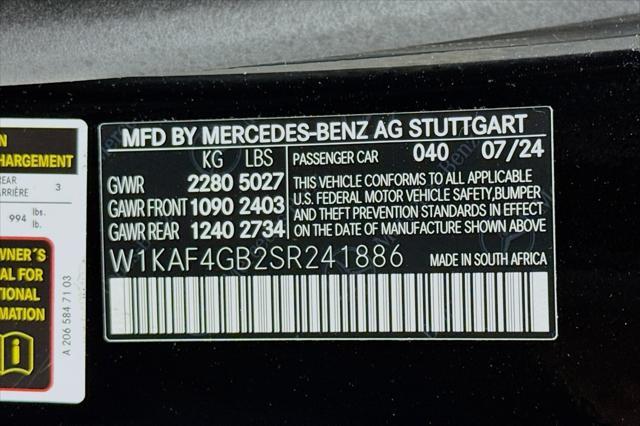 MFD BY MERCEDES-BENZ AG STUTTGART
KG LBS PASSENGER CAR 040 07/24
GVWR 2280 5027
GAWR FRONT 1090 2403
GAWR REAR 1240 2734
THIS VEHICLE CONFORMS TO ALL APPLICABLE
U.S. FEDERAL MOTOR VEHICLE SAFETY, BUMPER
AND THEFT PREVENTION STANDARDS IN EFFECT
ON THE DATE OF MANUFACTURE SHOWN ABOVE
W1KAF4GB2SR241886 MADE IN SOUTH AFRICA
HARGEMENT
REAR 3
ARRIÈRE
994 lbs.
lb.
WNER´S
AL FOR
TIONAL
RMATION
A 206 584 71 03